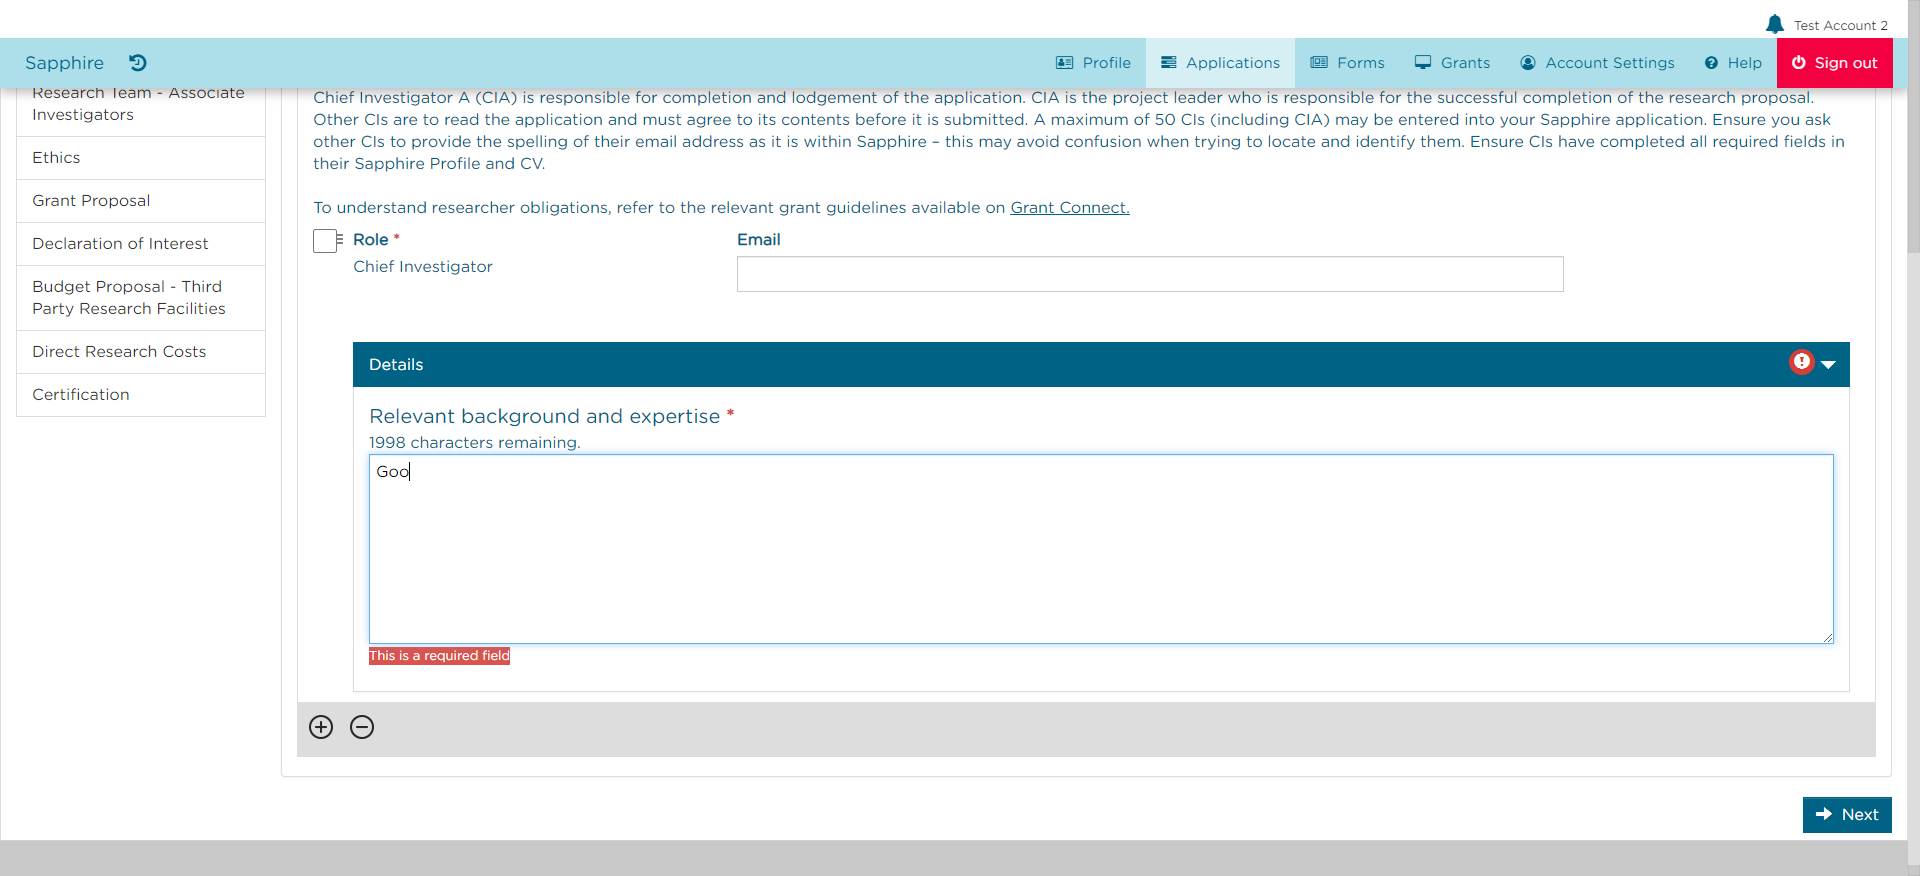 Test Account 2
Sapphire
Profile
Applications
Forms
Grants
Account Settings
Help
Sign out
Research Team - Associate
Investigators
Ethics
Grant Proposal
Declaration of Interest
Budget Proposal - Third
Party Research Facilities
Direct Research Costs
Certification
Chief Investigator A (CIA) is responsible for completion and lodgement of the application. CIA is the project leader who is responsible for the successful completion of the research proposal.
Other CIs are to read the application and must agree to its contents before it is submitted. A maximum of 50 CIs (including CIA) may be entered into your Sapphire application. Ensure you ask
other CIs to provide the spelling of their email address as it is within Sapphire – this may avoid confusion when trying to locate and identify them. Ensure CIs have completed all required fields in
their Sapphire Profile and CV.
To understand researcher obligations, refer to the relevant grant guidelines available on Grant Connect.
Role *
Email
Chief Investigator
Details
Relevant background and expertise *
1998 characters remaining.
Goo
This is a required field
Next